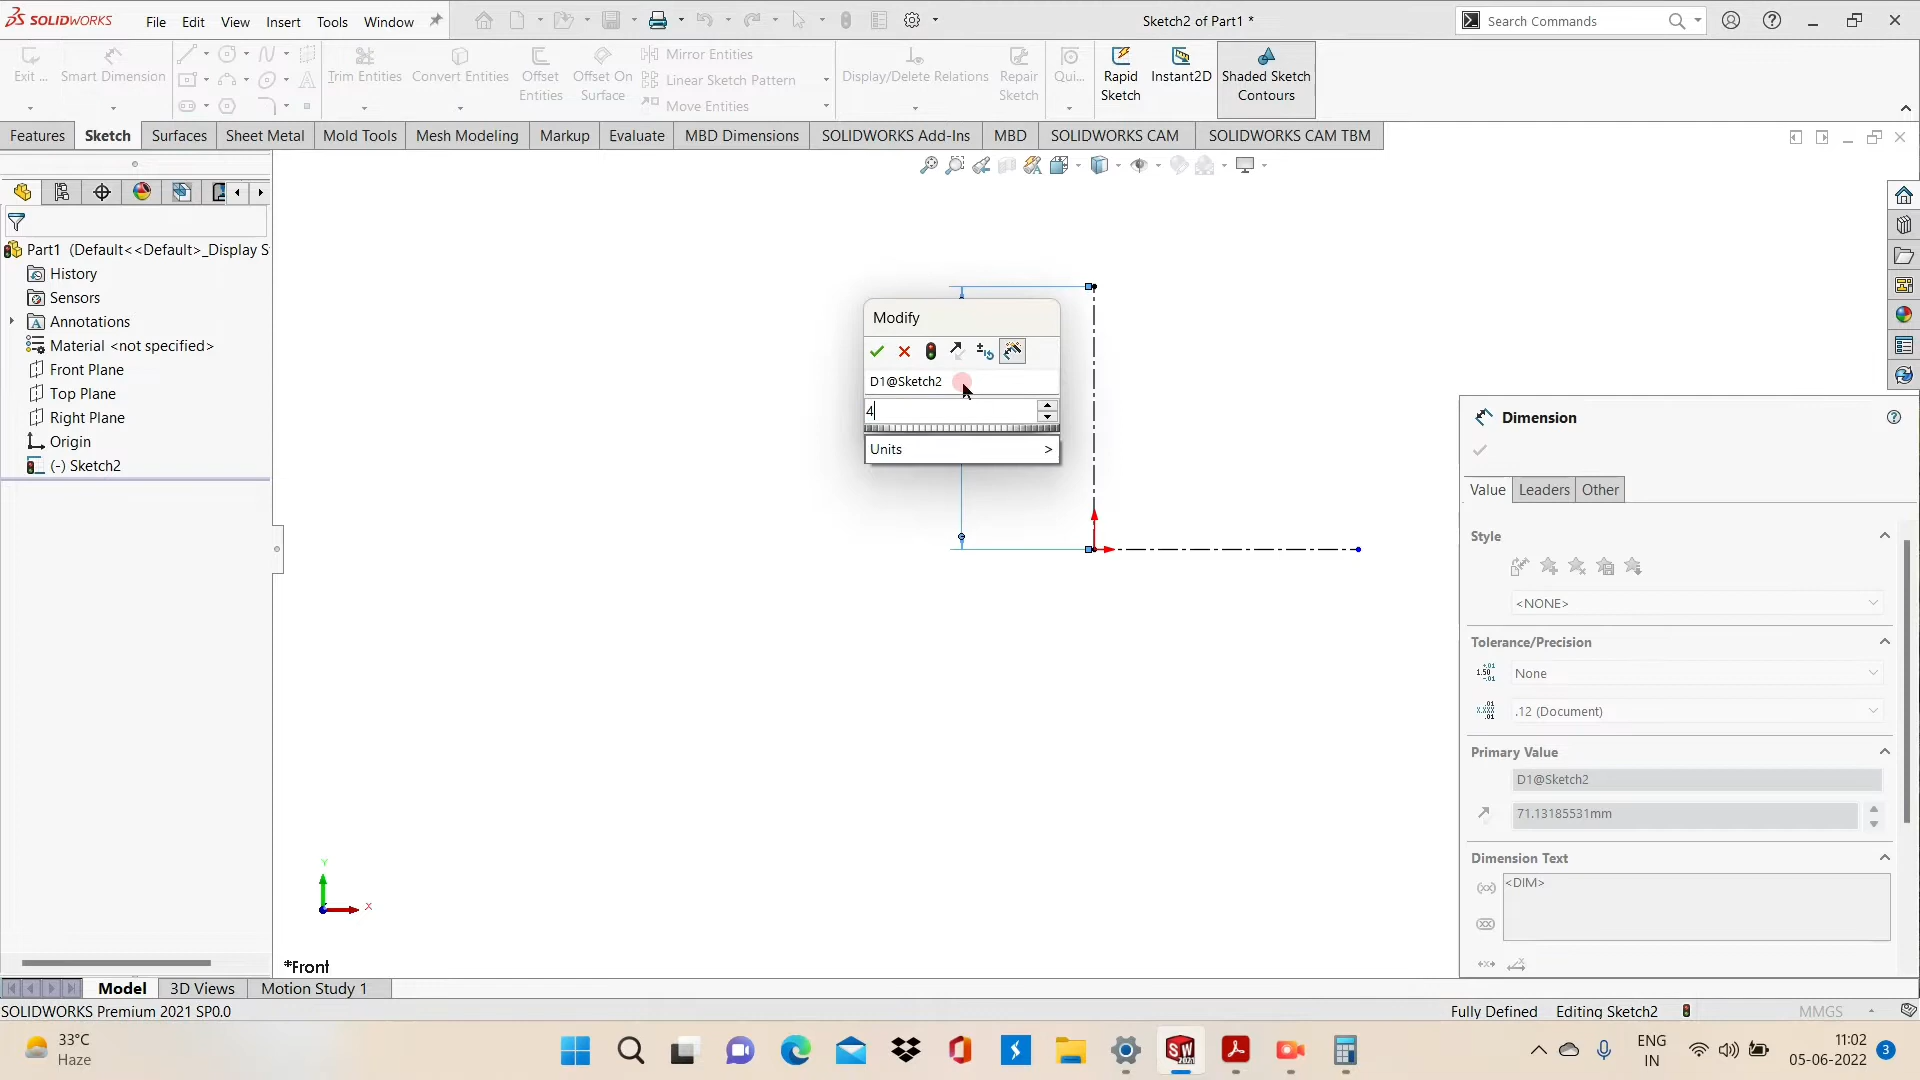 SOLIDWORKS File Edit View Insert Tools Window Sketch2 of Part1 * Search Commands
Exit ... Smart Dimension Trim Entities Convert Entities Offset Entities Offset On Surface Mirror Entities Display/Delete Relations Repair Sketch Qui... Rapid Sketch Instant2D Shaded Sketch Contours
Linear Sketch Pattern
Move Entities
Features Sketch Surfaces Sheet Metal Mold Tools Mesh Modeling Markup Evaluate MBD Dimensions SOLIDWORKS Add-Ins MBD SOLIDWORKS CAM SOLIDWORKS CAM TBM
Part1 (Default<<Default>_Display S
History
Sensors
Annotations
Material <not specified>
Front Plane
Top Plane
Right Plane
Origin
(-) Sketch2
Modify
D1@Sketch2
4
Units >
Dimension
Value Leaders Other
Style
<NONE>
Tolerance/Precision
None
.12 (Document)
Primary Value
D1@Sketch2
71.13185531mm
Dimension Text
<DIM>
Y
X
*Front
Model 3D Views Motion Study 1
SOLIDWORKS Premium 2021 SP0.0 Fully Defined Editing Sketch2 MMGS
33°C
Haze
ENG
IN
11:02
05-06-2022
3